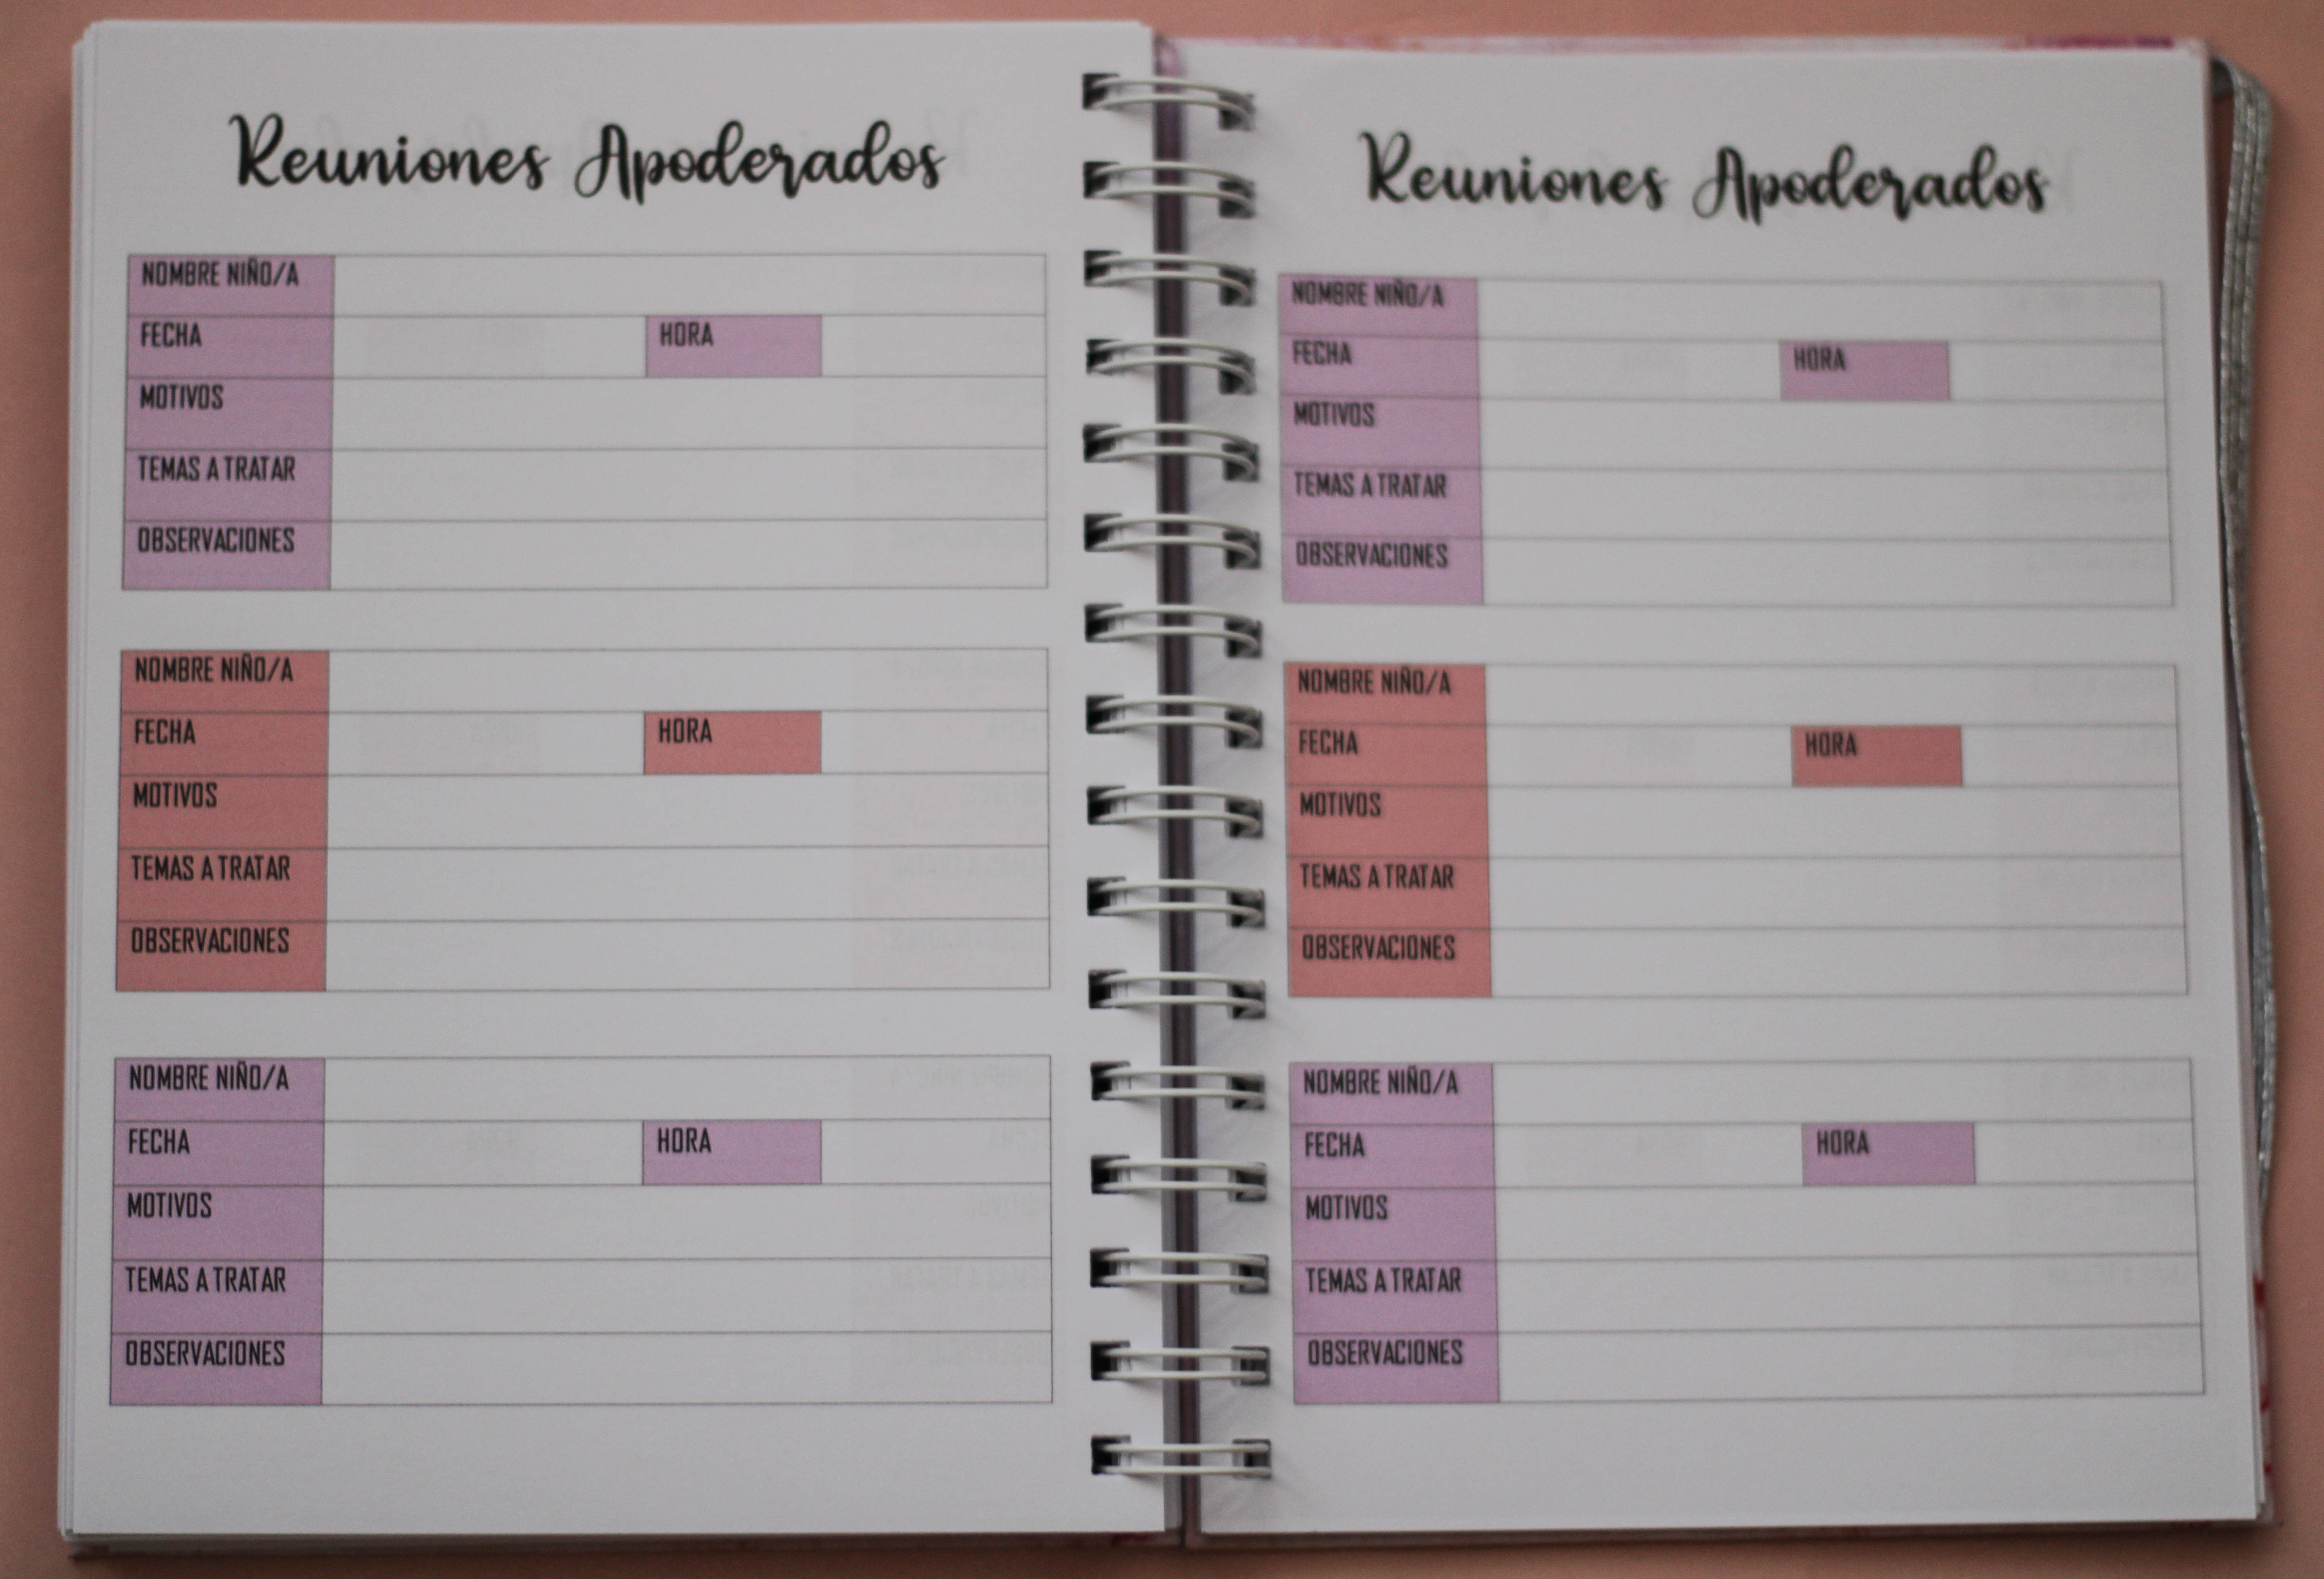 Reuniones Apoderados
NOMBRE NIÑO/A
FECHA HORA
MOTIVOS
TEMAS A TRATAR
OBSERVACIONES
NOMBRE NIÑO/A
FECHA HORA
MOTIVOS
TEMAS A TRATAR
OBSERVACIONES
NOMBRE NIÑO/A
FECHA HORA
MOTIVOS
TEMAS A TRATAR
OBSERVACIONES
Reuniones Apoderados
NOMBRE NIÑO/A
FECHA HORA
MOTIVOS
TEMAS A TRATAR
OBSERVACIONES
NOMBRE NIÑO/A
FECHA HORA
MOTIVOS
TEMAS A TRATAR
OBSERVACIONES
NOMBRE NIÑO/A
FECHA HORA
MOTIVOS
TEMAS A TRATAR
OBSERVACIONES